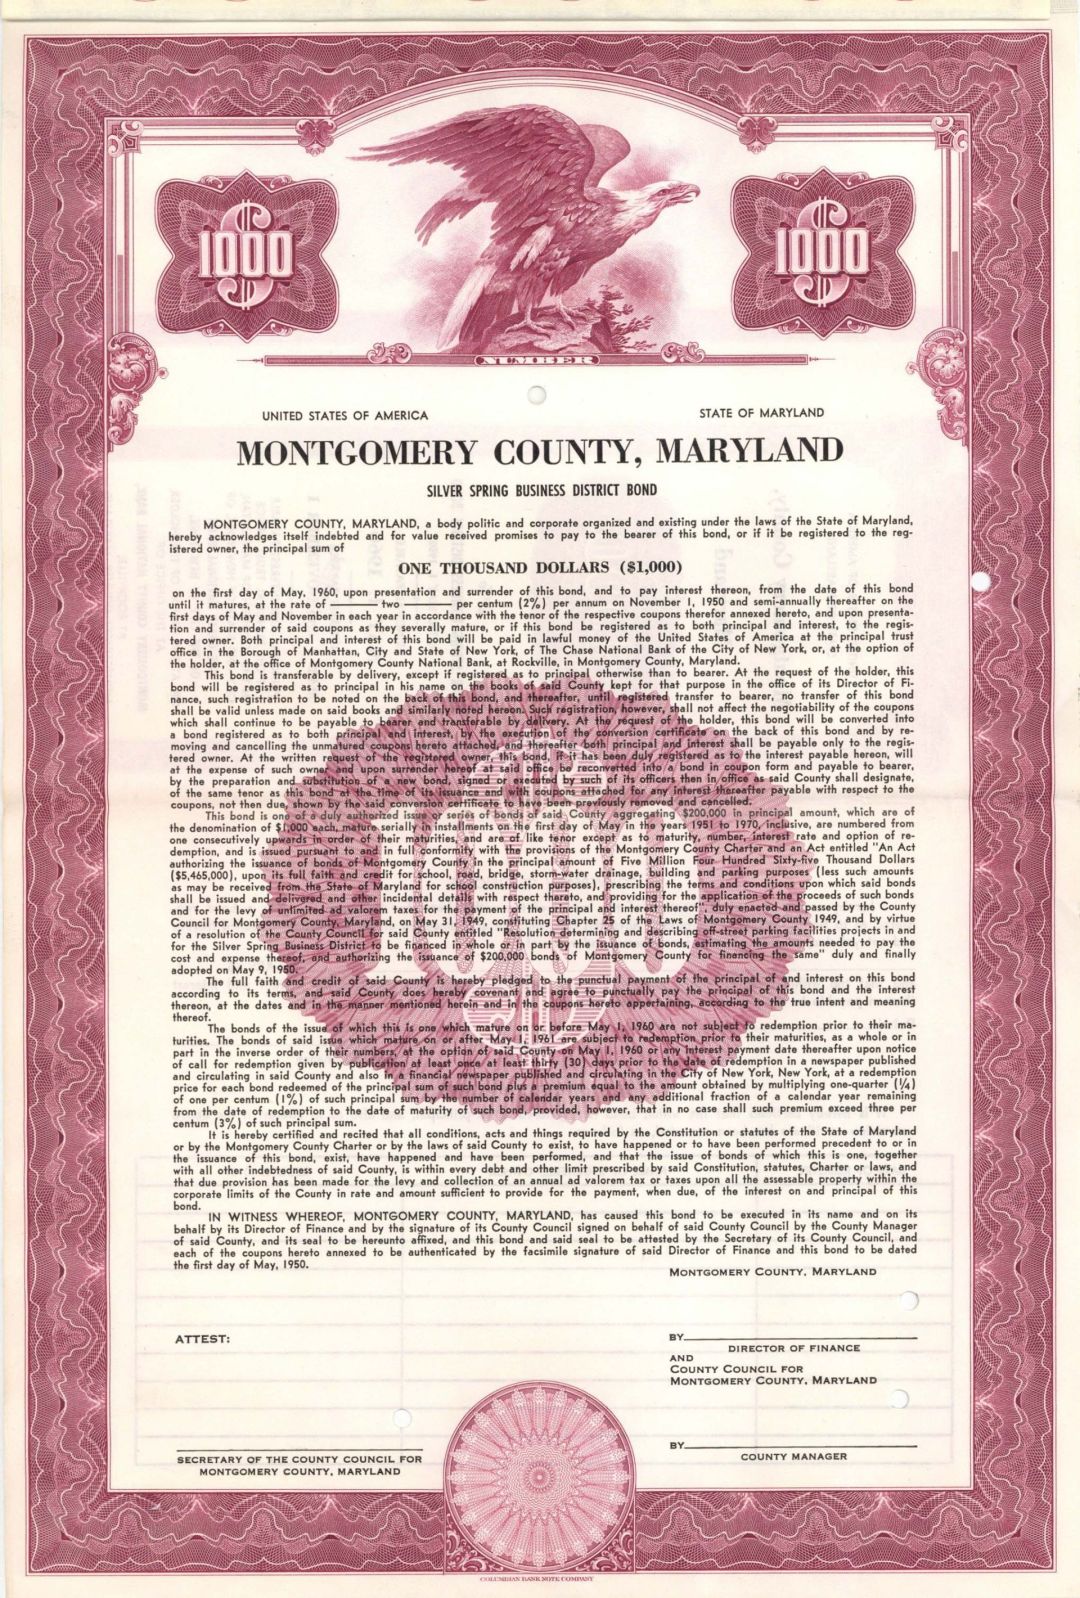 1000
1000
NUMBER
UNITED STATES OF AMERICA STATE OF MARYLAND
MONTGOMERY COUNTY, MARYLAND
SILVER SPRING BUSINESS DISTRICT BOND
MONTGOMERY COUNTY, MARYLAND, a body politic and corporate organized and existing under the laws of the State of Maryland,
hereby acknowledges itself indebted and for value received promises to pay to the bearer of this bond, or if it be registered to the reg-
istered owner, the principal sum of
ONE THOUSAND DOLLARS ($1,000)
on the first day of May, 1960, upon presentation and surrender of this bond, and to pay interest thereon, from the date of this bond
until it matures, at the rate of ——— two ——— per centum (2%) per annum on November 1, 1950 and semi-annually thereafter on the
first days of May and November in each year in accordance with the tenor of the respective coupons therefor annexed hereto, and upon presenta-
tion and surrender of said coupons as they severally mature, or if this bond be registered as to both principal and interest, to the regis-
tered owner. Both principal and interest of this bond will be paid in lawful money of the United States of America at the principal trust
office in the Borough of Manhattan, City and State of New York, of The Chase National Bank of the City of New York, or, at the option of
the holder, at the office of Montgomery County National Bank, at Rockville, in Montgomery County, Maryland.
This bond is transferable by delivery, except if registered as to principal otherwise than to bearer. At the request of the holder, this
bond will be registered as to principal in his name on the books of said County kept for that purpose in the office of its Director of Fi-
nance, such registration to be noted on the back of this bond, and thereafter, until registered transfer to bearer, no transfer of this bond
shall be valid unless made on said books and similarly noted hereon. Such registration, however, shall not affect the negotiability of the coupons
which shall continue to be payable to bearer and transferable by delivery. At the request of the holder, this bond will be converted into
a bond registered as to both principal and interest, by the execution of the conversion certificate on the back of this bond and by re-
moving and cancelling the unmatured coupons hereto attached, and thereafter both principal and interest shall be payable only to the regis-
tered owner. At the written request of the registered owner, this bond, if it has been duly registered as to the interest payable hereon, will
at the expense of such owner and upon surrender hereof at said office be reconverted into a bond in coupon form and payable to bearer,
by the preparation and substitution of a new bond, signed or executed by such of its officers then in office as said County shall designate,
of the same tenor as this bond at the time of its issuance and with coupons attached for any interest thereafter payable with respect to the
coupons, not then due, shown by the said conversion certificate to have been previously removed and cancelled.
This bond is one of a duly authorized issue or series of bonds of said County aggregating $200,000 in principal amount, which are of
the denomination of $1,000 each, mature serially in installments on the first day of May in the years 1951 to 1970, inclusive, are numbered from
one consecutively upwards in order of their maturities, and are of like tenor except as to maturity, number, interest rate and option of re-
demption, and is issued pursuant to and in full conformity with the provisions of the Montgomery County Charter and an Act entitled "An Act
authorizing the issuance of bonds of Montgomery County in the principal amount of Five Million Four Hundred Sixty-five Thousand Dollars
($5,465,000), upon its full faith and credit for school, road, bridge, storm-water drainage, building and parking purposes (less such amounts
as may be received from the State of Maryland for school construction purposes), prescribing the terms and conditions upon which said bonds
shall be issued and delivered and other incidental details with respect thereto, and providing for the application of the proceeds of such bonds
and for the levy of unlimited ad valorem taxes for the payment of the principal and interest thereof", duly enacted and passed by the County
Council for Montgomery County, Maryland, on May 31, 1949, constituting Chapter 25 of the Laws of Montgomery County 1949, and by virtue
of a resolution of the County Council for said County entitled "Resolution determining and describing off-street parking facilities projects in and
for the Silver Spring Business District to be financed in whole or in part by the issuance of bonds, estimating the amounts needed to pay the
cost and expense thereof, and authorizing the issuance of $200,000 bonds of Montgomery County for financing the same" duly and finally
adopted on May 9, 1950.
The full faith and credit of said County is hereby pledged to the punctual payment of the principal of and interest on this bond
according to its terms, and said County does hereby covenant and agree to punctually pay the principal of this bond and the interest
thereon, at the dates and in the manner mentioned herein and in the coupons hereto appertaining, according to the true intent and meaning
thereof.
The bonds of the issue of which this is one which mature on or before May 1, 1960 are not subject to redemption prior to their ma-
turities. The bonds of said issue which mature on or after May 1, 1961 are subject to redemption prior to their maturities, as a whole or in
part in the inverse order of their numbers, at the option of said County on May 1, 1960 or any interest payment date thereafter upon notice
of call for redemption given by publication at least once at least thirty (30) days prior to the date of redemption in a newspaper published
and circulating in said County and also in a financial newspaper published and circulating in the City of New York, New York, at a redemption
price for each bond redeemed of the principal sum of such bond plus a premium equal to the amount obtained by multiplying one-quarter (¼)
of one per centum (1%) of such principal sum by the number of calendar years and any additional fraction of a calendar year remaining
from the date of redemption to the date of maturity of such bond, provided, however, that in no case shall such premium exceed three per
centum (3%) of such principal sum.
It is hereby certified and recited that all conditions, acts and things required by the Constitution or statutes of the State of Maryland
or by the Montgomery County Charter or by the laws of said County to exist, to have happened or to have been performed precedent to or in
the issuance of this bond, exist, have happened and have been performed, and that the issue of bonds of which this is one, together
with all other indebtedness of said County, is within every debt and other limit prescribed by said Constitution, statutes, Charter or laws, and
that due provision has been made for the levy and collection of an annual ad valorem tax or taxes upon all the assessable property within the
corporate limits of the County in rate and amount sufficient to provide for the payment, when due, of the interest on and principal of this
bond.
IN WITNESS WHEREOF, MONTGOMERY COUNTY, MARYLAND, has caused this bond to be executed in its name and on its
behalf by its Director of Finance and by the signature of its County Council signed on behalf of said County Council by the County Manager
of said County, and its seal to be hereunto affixed, and this bond and said seal to be attested by the Secretary of its County Council, and
each of the coupons hereto annexed to be authenticated by the facsimile signature of said Director of Finance and this bond to be dated
the first day of May, 1950.
MONTGOMERY COUNTY, MARYLAND
ATTEST:
BY
DIRECTOR OF FINANCE
AND
COUNTY COUNCIL FOR
MONTGOMERY COUNTY, MARYLAND
BY
COUNTY MANAGER
SECRETARY OF THE COUNTY COUNCIL FOR
MONTGOMERY COUNTY, MARYLAND
COLUMBIAN BANK NOTE COMPANY